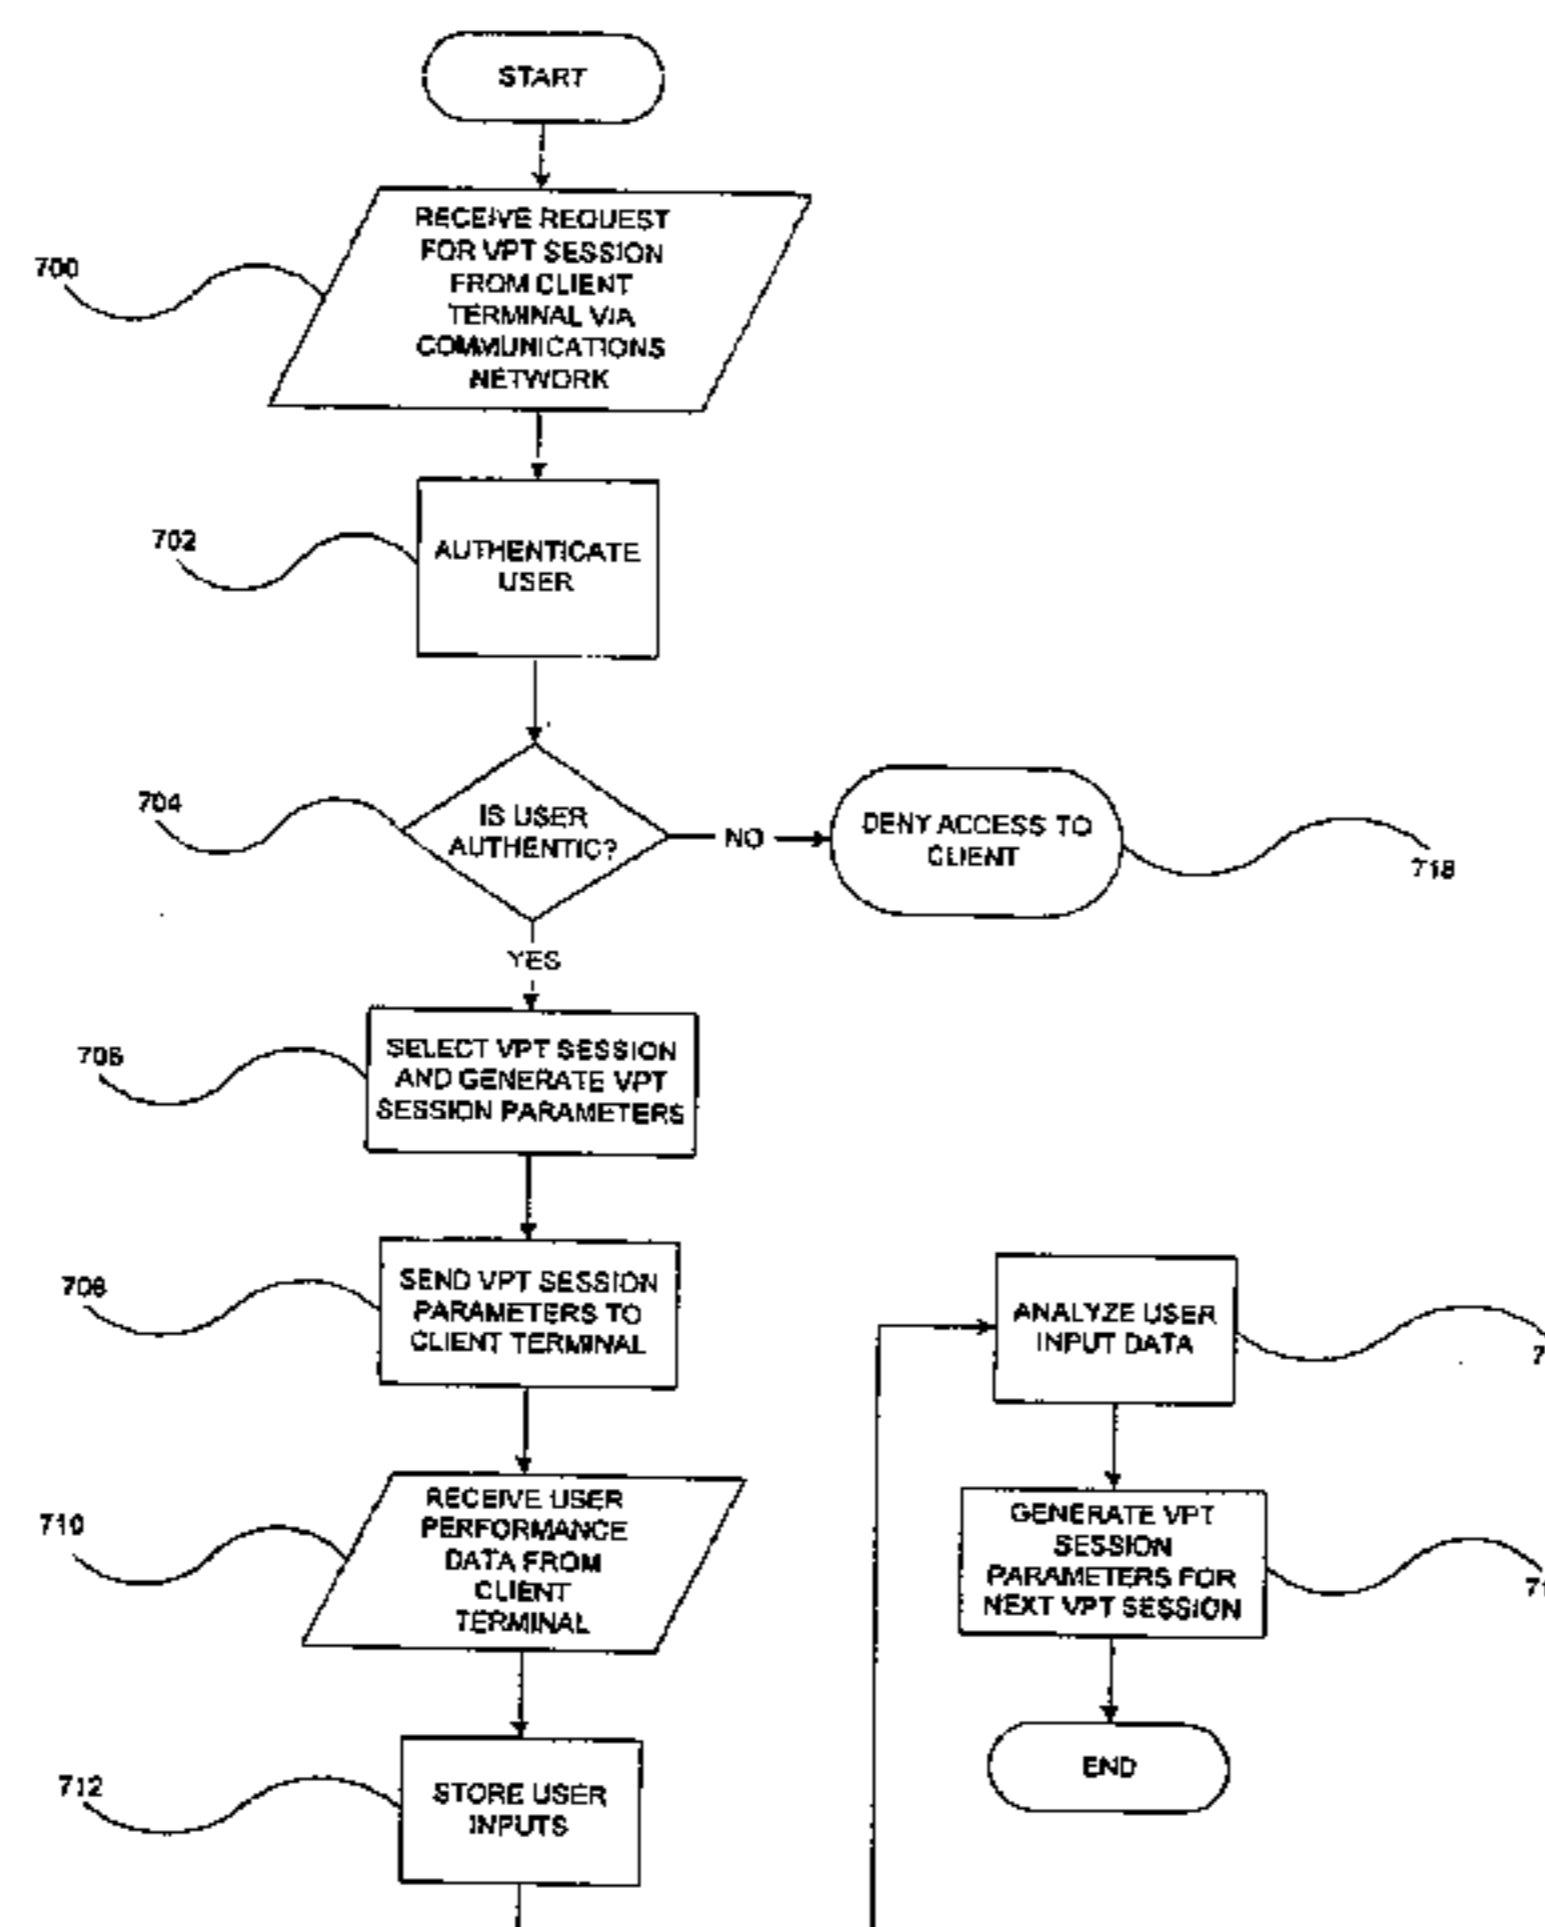 START
RECEIVE REQUEST
FOR VPT SESSION
FROM CLIENT
TERMINAL VIA
COMMUNICATIONS
NETWORK
700
AUTHENTICATE
USER
702
IS USER
AUTHENTIC?
704
NO
DENY ACCESS TO
CLIENT
718
YES
SELECT VPT SESSION
AND GENERATE VPT
SESSION PARAMETERS
706
SEND VPT SESSION
PARAMETERS TO
CLIENT TERMINAL
708
RECEIVE USER
PERFORMANCE
DATA FROM
CLIENT
TERMINAL
710
STORE USER
INPUTS
712
ANALYZE USER
INPUT DATA
7
GENERATE VPT
SESSION
PARAMETERS FOR
NEXT VPT SESSION
71
END